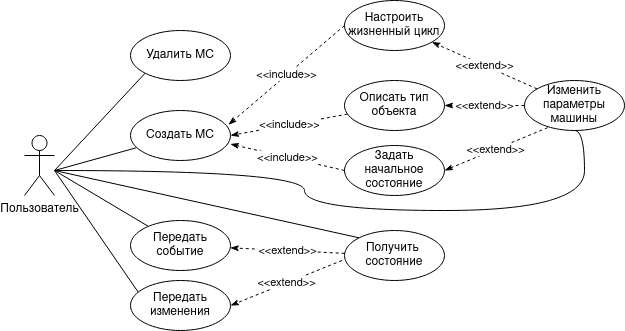 Настроить
жизненный цикл
Удалить МС
<<include>>
<<extend>>
Описать тип
объекта
Изменить
параметры
машины
<<extend>>
Создать МС
<<include>>
<<extend>>
<<include>>
Задать
начальное
состояние
Пользователь
Передать
событие
<<extend>>
Получить
состояние
<<extend>>
Передать
изменения